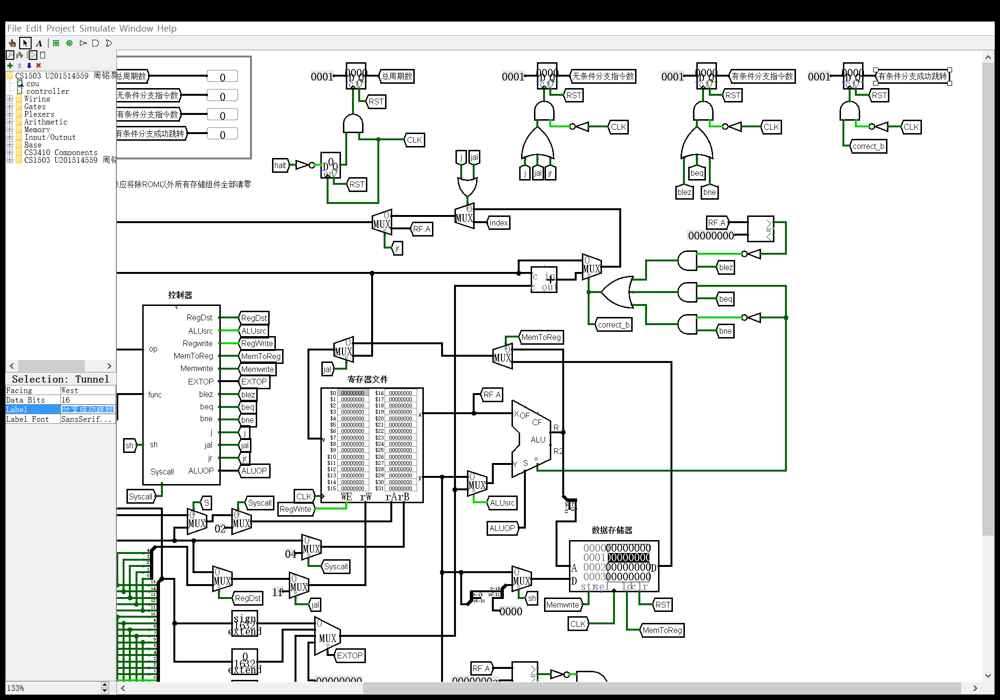 File Edit Project Simulate Window Help
CS1503 U201514559 周铭
cpu
controller
Wiring
Gates
Plexers
Arithmetic
Memory
Input/Output
Base
CS3410 Components
CS1503 U201514559 周铭
Selection: Tunnel
Facing West
Data Bits 16
Label 分支成功跳转
Label Font SansSerif...
133%
总周期数 0
无条件分支指令数 0
有条件分支指令数 0
有条件分支成功跳转 0
应将除ROM以外所有存储组件全部清零
0001 总周期数
RST
CLK
halt
D Q
RST
0001 无条件分支指令数
RST
CLK
j jal jr
0001 有条件分支指令数
RST
CLK
beq
blez bne
0001 有条件分支成功跳转
RST
CLK
correct_b
j jal
MUX
index
MUX
RF.A
jr
RF.A
00000000
blez
beq
bne
MUX
c in
+
c out
correct_b
控制器
op
func
sh
Syscall
RegDst RegDst
ALUsrc ALUsrc
Regwrite RegWrite
MemToReg MemToReg
Memwrite Memwrite
EXTOP EXTOP
blez blez
beq beq
bne bne
j j
jal jal
jr jr
ALUOP ALUOP
sh
Syscall
MUX
jal
MemToReg
MUX
寄存器文件
$0 00000000 $16 00000000
$1 00000000 $17 00000000
$2 00000000 $18 00000000
$3 00000000 $19 00000000
$4 00000000 $20 00000000
$5 00000000 $21 00000000
$6 00000000 $22 00000000
$7 00000000 $23 00000000
$8 00000000 $24 00000000
$9 00000000 $25 00000000
$10 00000000 $26 00000000
$11 00000000 $27 00000000
$12 00000000 $28 00000000
$13 00000000 $29 00000000
$14 00000000 $30 00000000
$15 00000000 $31 00000000
W A B
WE rW rA rB
CLK
RegWrite
RF.A
X OF
CF
R
ALU
R2
Y S =
MUX
ALUsrc
ALUOP
0-15
16-21
S
MUX
Syscall
02 MUX
04 MUX
Syscall
MUX
RegDst
1f MUX
jal
sign
1632
extend
0
1632
extend
MUX
EXTOP
00000000
数据存储器
0000 00000000
0001 00000000
0002 00000000
0003 00000000
A D D
str sel ld clr
MUX
sh
0-15
16-21
0-15
16-21
0000
Memwrite
CLK
RST
MemToReg
RF.A